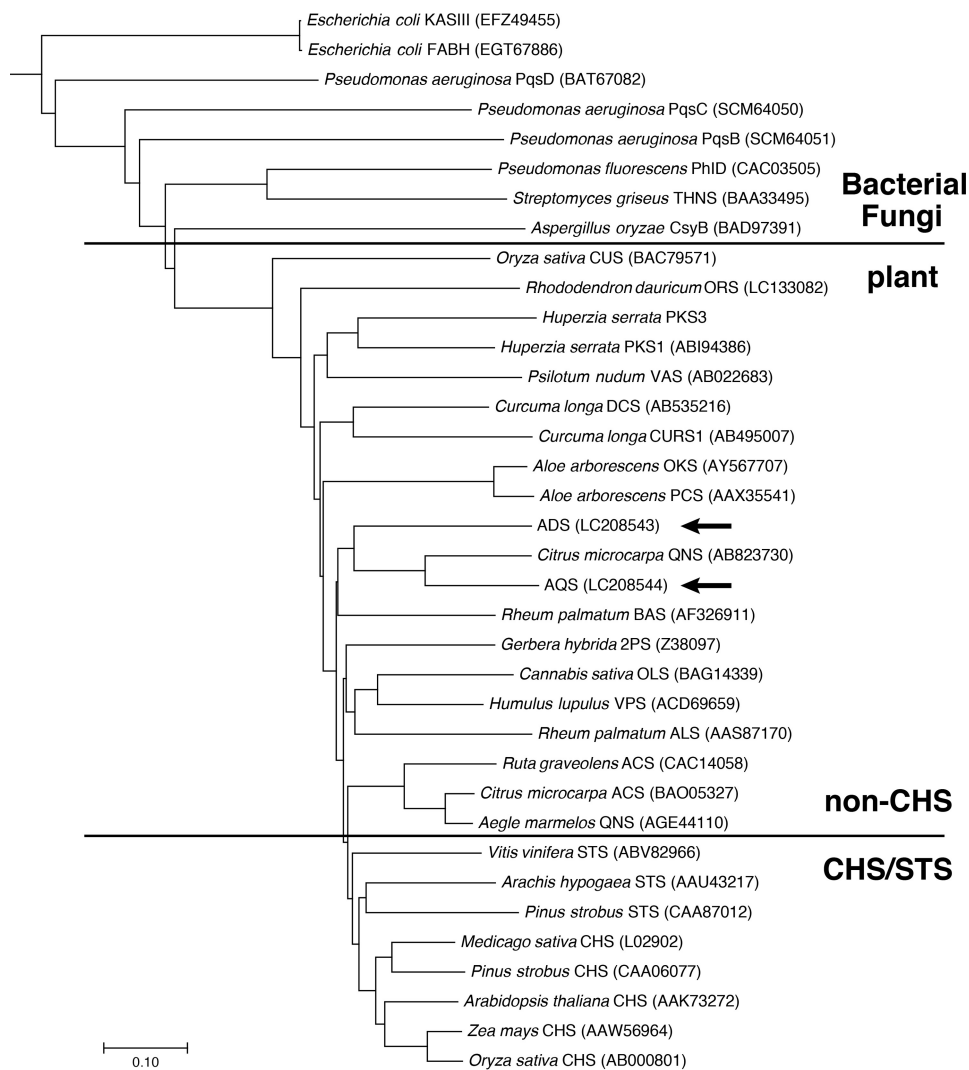 Escherichia coli KASIII (EFZ49455)
Escherichia coli FABH (EGT67886)
Pseudomonas aeruginosa PqsD (BAT67082)
Pseudomonas aeruginosa PqsC (SCM64050)
Pseudomonas aeruginosa PqsB (SCM64051)
Pseudomonas fluorescens PhlD (CAC03505)
Streptomyces griseus THNS (BAA33495)
Bacterial
Fungi
Aspergillus oryzae CsyB (BAD97391)
Oryza sativa CUS (BAC79571)
plant
Rhododendron dauricum ORS (LC133082)
Huperzia serrata PKS3
Huperzia serrata PKS1 (ABI94386)
Psilotum nudum VAS (AB022683)
Curcuma longa DCS (AB535216)
Curcuma longa CURS1 (AB495007)
Aloe arborescens OKS (AY567707)
Aloe arborescens PCS (AAX35541)
ADS (LC208543)
Citrus microcarpa QNS (AB823730)
AQS (LC208544)
Rheum palmatum BAS (AF326911)
Gerbera hybrida 2PS (Z38097)
Cannabis sativa OLS (BAG14339)
Humulus lupulus VPS (ACD69659)
Rheum palmatum ALS (AAS87170)
Ruta graveolens ACS (CAC14058)
Citrus microcarpa ACS (BAO05327)
non-CHS
Aegle marmelos QNS (AGE44110)
Vitis vinifera STS (ABV82966)
CHS/STS
Arachis hypogaea STS (AAU43217)
Pinus strobus STS (CAA87012)
Medicago sativa CHS (L02902)
Pinus strobus CHS (CAA06077)
Arabidopsis thaliana CHS (AAK73272)
Zea mays CHS (AAW56964)
Oryza sativa CHS (AB000801)
0.10